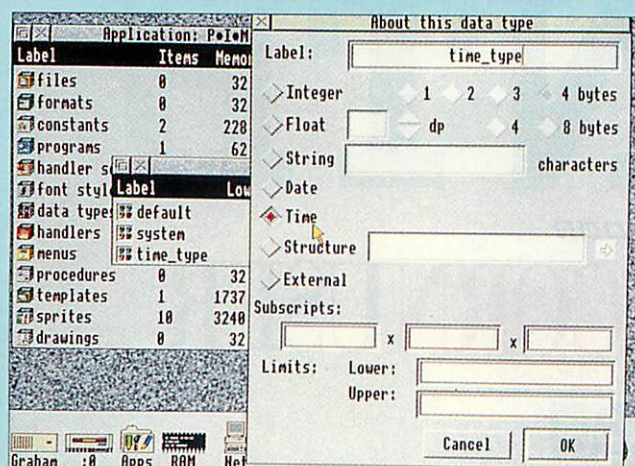 Application: P•I•M
Label Items Memo
files 0 32
formats 0 32
constants 2 228
programs 1 62
handler s
font styl
data types
handlers
menus
procedures 0 32
templates 1 1737
sprites 10 3240
drawings 0 32
Label Low
default
system
time_type
About this data type
Label: time_type
Integer 1 2 3 4 bytes
Float dp 4 8 bytes
String characters
Date
Time
Structure
External
Subscripts:
x x
Limits: Lower:
Upper:
Cancel OK
Graham :0 Apps RAM Net